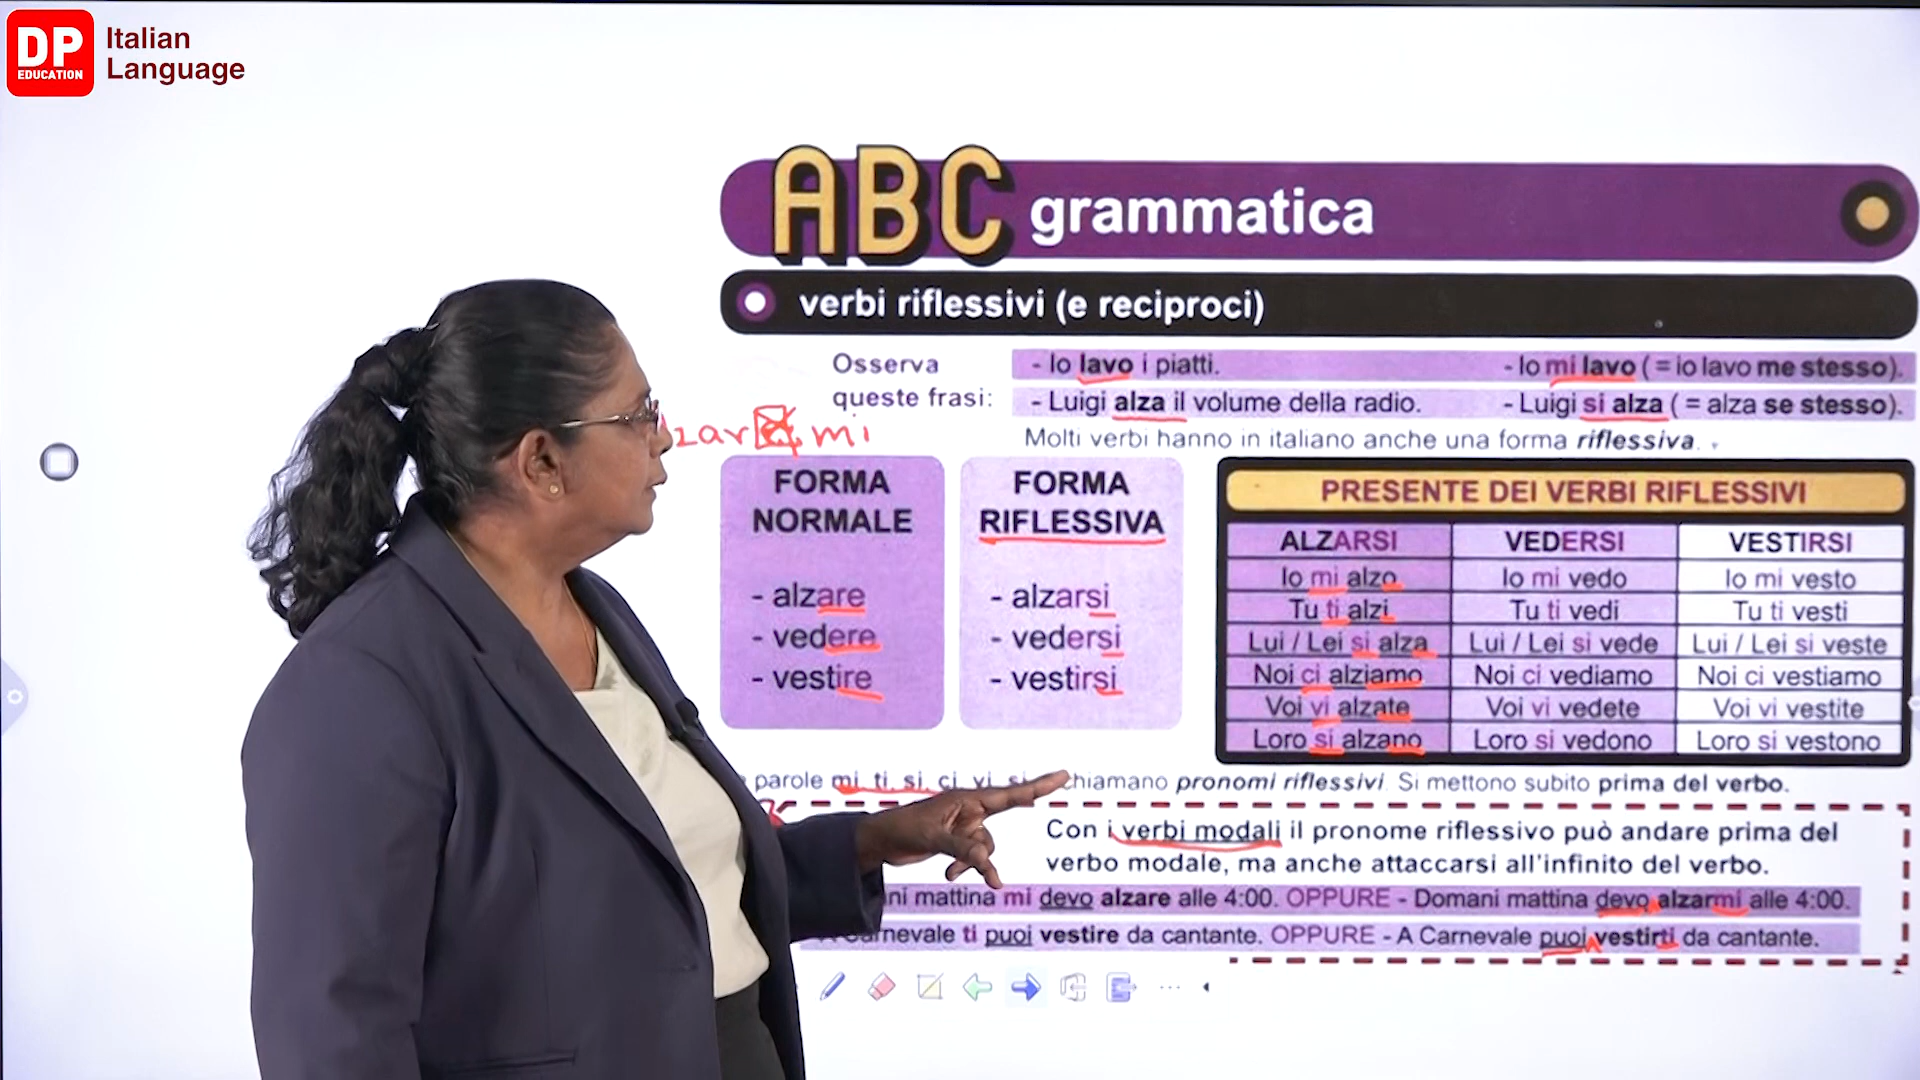 DP
EDUCATION
Italian
Language
ABC grammatica
verbi riflessivi (e reciproci)
Osserva
queste frasi:
- Io lavo i piatti.
- Io mi lavo ( = io lavo me stesso).
- Luigi alza il volume della radio.
- Luigi si alza ( = alza se stesso).
Molti verbi hanno in italiano anche una forma riflessiva.
mi
FORMA
NORMALE
- alzare
- vedere
- vestire
FORMA
RIFLESSIVA
- alzarsi
- vedersi
- vestirsi
PRESENTE DEI VERBI RIFLESSIVI
ALZARSI VEDERSI VESTIRSI
Io mi alzo Io mi vedo Io mi vesto
Tu ti alzi Tu ti vedi Tu ti vesti
Lui / Lei si alza Lui / Lei si vede Lui / Lei si veste
Noi ci alziamo Noi ci vediamo Noi ci vestiamo
Voi vi alzate Voi vi vedete Voi vi vestite
Loro si alzano Loro si vedono Loro si vestono
parole mi, ti, si, ci, vi, si chiamano pronomi riflessivi. Si mettono subito prima del verbo.
Con i verbi modali il pronome riflessivo può andare prima del
verbo modale, ma anche attaccarsi all'infinito del verbo.
mattina mi devo alzare alle 4:00. OPPURE - Domani mattina devo alzarmi alle 4:00.
Carnevale ti puoi vestire da cantante. OPPURE - A Carnevale puoi vestirti da cantante.